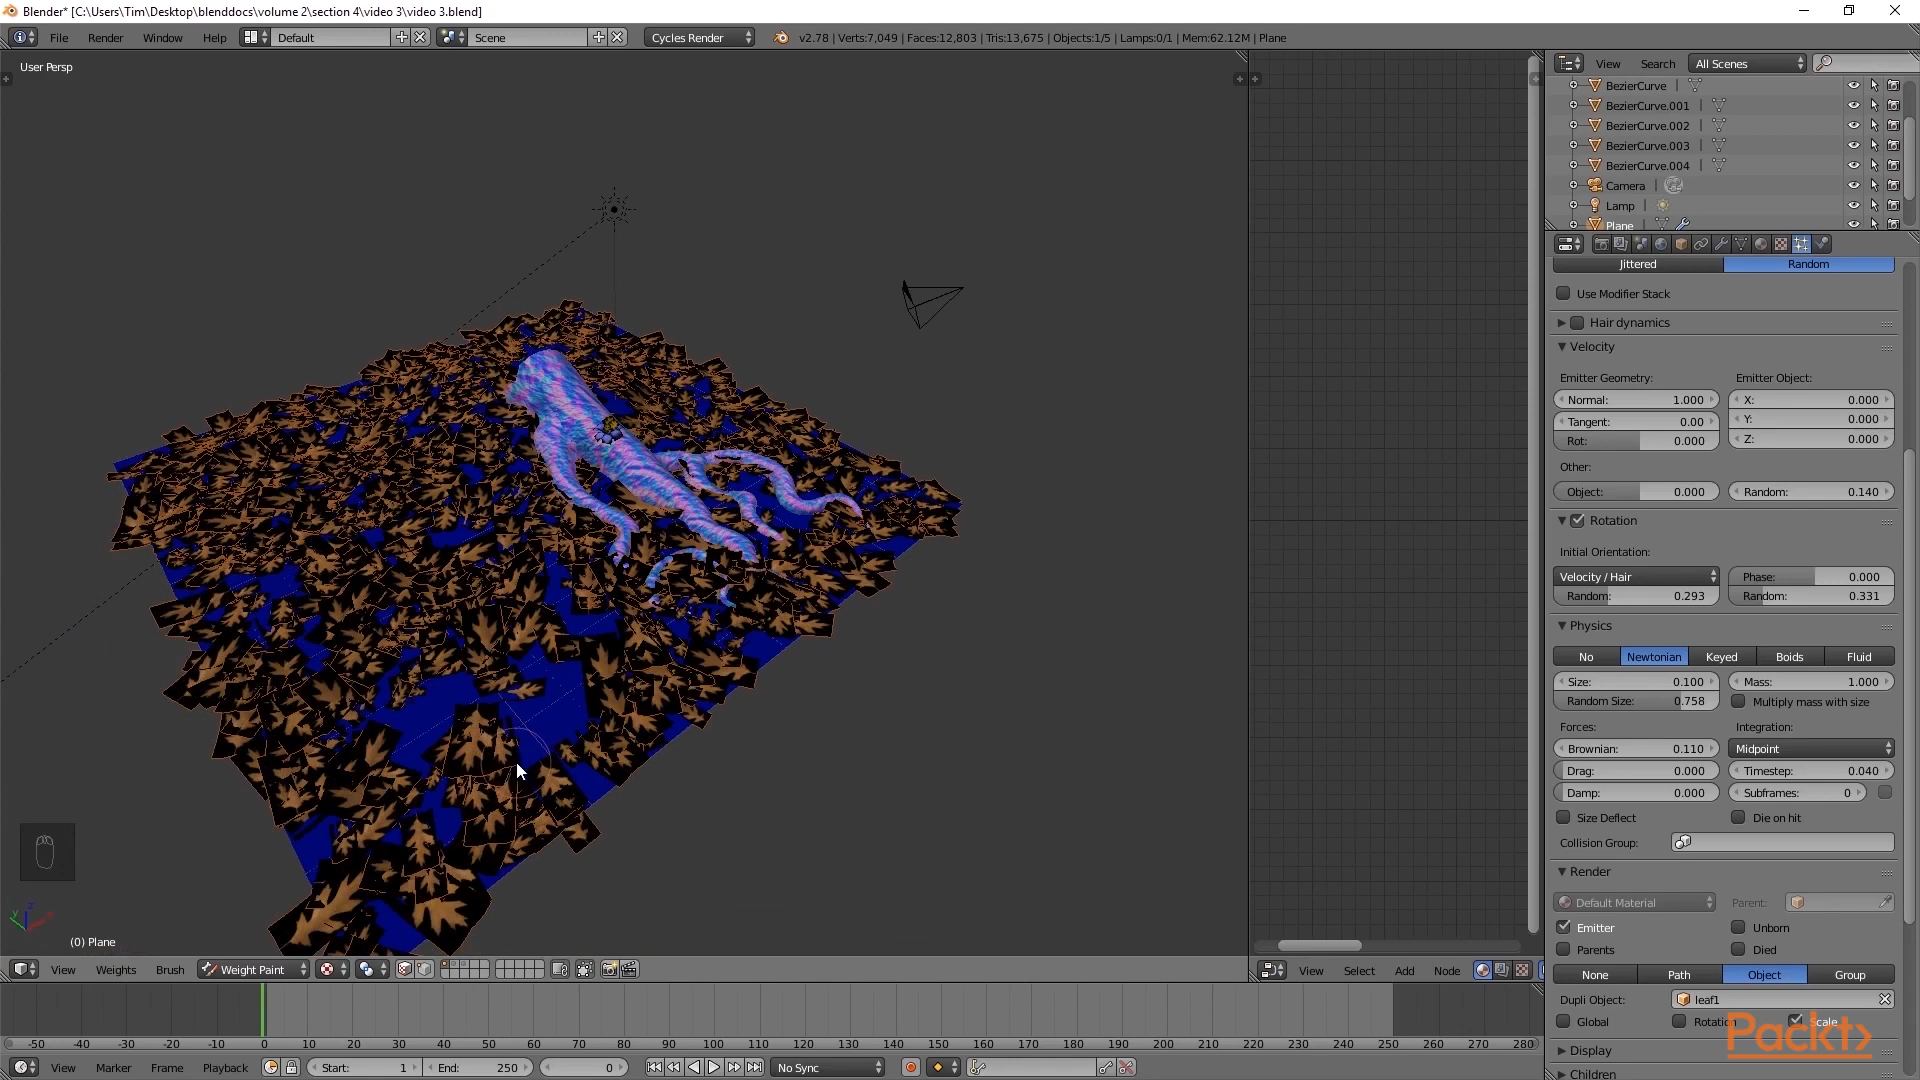 Blender* [C:\Users\Tim\Desktop\blenddocs\volume 2\section 4\video 3\video 3.blend]
File Render Window Help Default Scene Cycles Render v2.78 | Verts:7,049 | Faces:12,803 | Tris:13,675 | Objects:1/5 | Lamps:0/1 | Mem:62.12M | Plane
User Persp
View Search All Scenes
BezierCurve
BezierCurve.001
BezierCurve.002
BezierCurve.003
BezierCurve.004
Camera
Lamp
Plane
Jittered Random
Use Modifier Stack
Hair dynamics
Velocity
Emitter Geometry: Emitter Object:
Normal: 1.000 X: 0.000
Tangent: 0.00 Y: 0.000
Rot: 0.000 Z: 0.000
Other:
Object: 0.000 Random: 0.140
Rotation
Initial Orientation:
Velocity / Hair Phase: 0.000
Random: 0.293 Random: 0.331
Physics
No Newtonian Keyed Boids Fluid
Size: 0.100 Mass: 1.000
Random Size: 0.758 Multiply mass with size
Forces: Integration:
Brownian: 0.110 Midpoint
Drag: 0.000 Timestep: 0.040
Damp: 0.000 Subframes: 0
Size Deflect Die on hit
Collision Group:
Render
Default Material Parent:
Emitter Unborn
Parents Died
None Path Object Group
Dupli Object: leaf1
Global Rotation Scale
Packt>
Display
Children
(0) Plane
View Weights Brush Weight Paint
View Select Add Node
-50 -40 -30 -20 -10 0 10 20 30 40 50 60 70 80 90 100 110 120 130 140 150 160 170 180 190 200 210 220 230 240 250 260 270 280
View Marker Frame Playback Start: 1 End: 250 0 No Sync